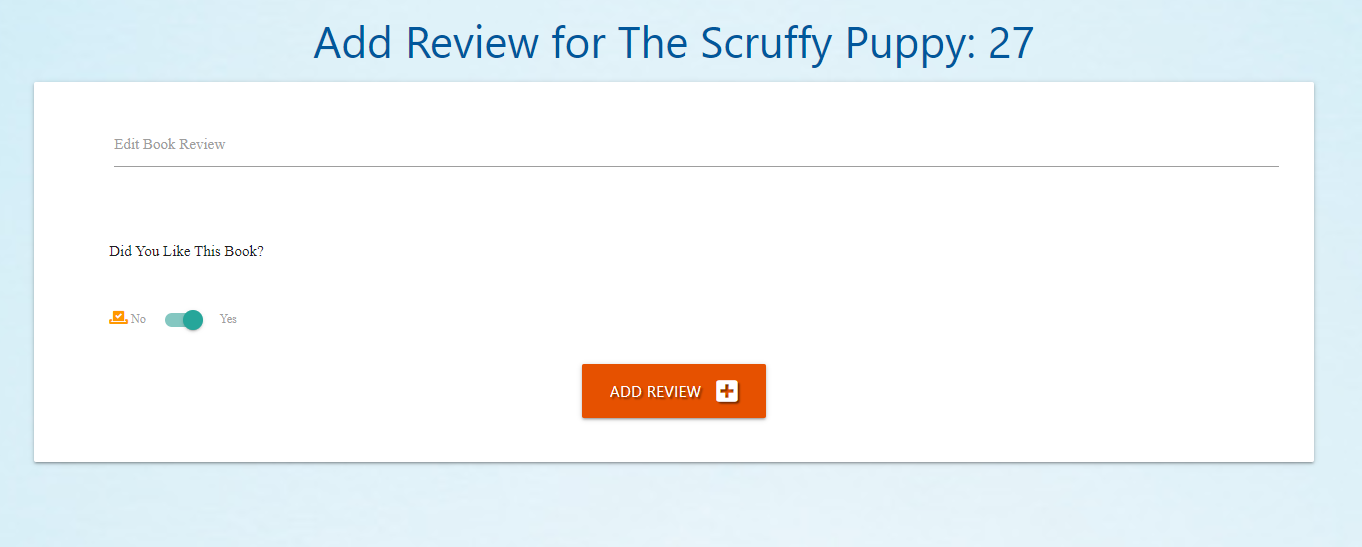 Add Review for The Scruffy Puppy: 27
Edit Book Review
Did You Like This Book?
No Yes
ADD REVIEW